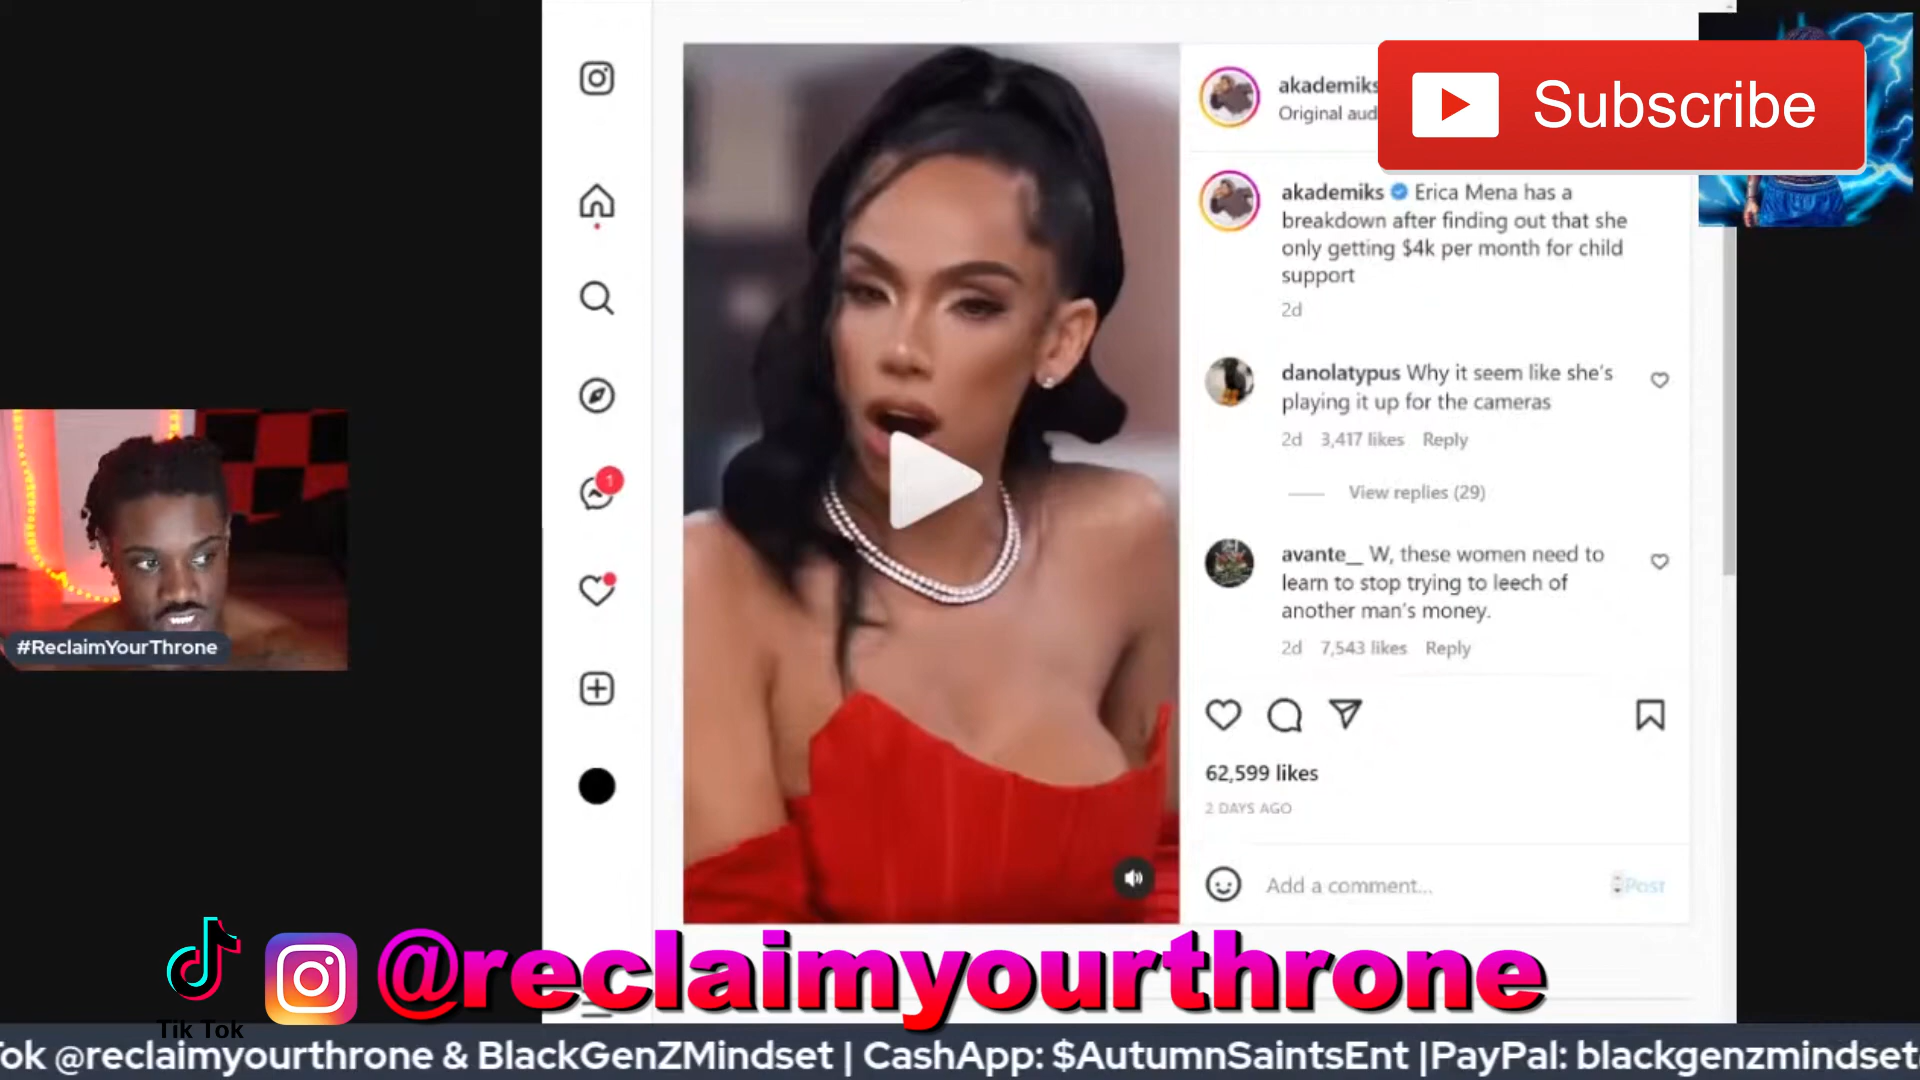 akademiks
Original aud
Subscribe
akademiks Erica Mena has a
breakdown after finding out that she
only getting $4k per month for child
support
2d
danolatypus Why it seem like she's
playing it up for the cameras
2d 3,417 likes Reply
View replies (29)
1
avante__ W, these women need to
learn to stop trying to leech of
another man's money.
2d 7,543 likes Reply
#ReclaimYourThrone
62,599 likes
2 DAYS AGO
Add a comment...
Post
@reclaimyourthrone
Tik Tok
Tok @reclaimyourthrone & BlackGenZMindset | CashApp: $AutumnSaintsEnt |PayPal: blackgenzmindset